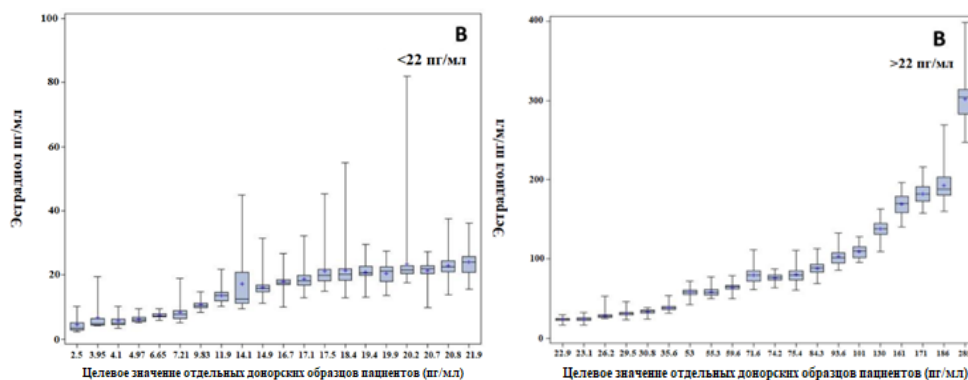 100
80
60
40
20
0
Эстрадиол пг/мл
B
<22 пг/мл
2.5 3.95 4.1 4.97 6.65 7.21 9.83 11.9 14.1 14.9 16.7 17.1 17.5 18.4 19.4 19.9 20.2 20.7 20.8 21.9
Целевое значение отдельных донорских образцов пациентов (пг/мл)
400
300
200
100
0
Эстрадиол пг/мл
B
>22 пг/мл
22.9 23.1 26.2 29.5 30.8 35.6 53 55.3 59.6 71.6 74.2 75.4 84.3 93.6 101 130 161 171 186
Целевое значение отдельных донорских образцов пациентов (пг/мл)